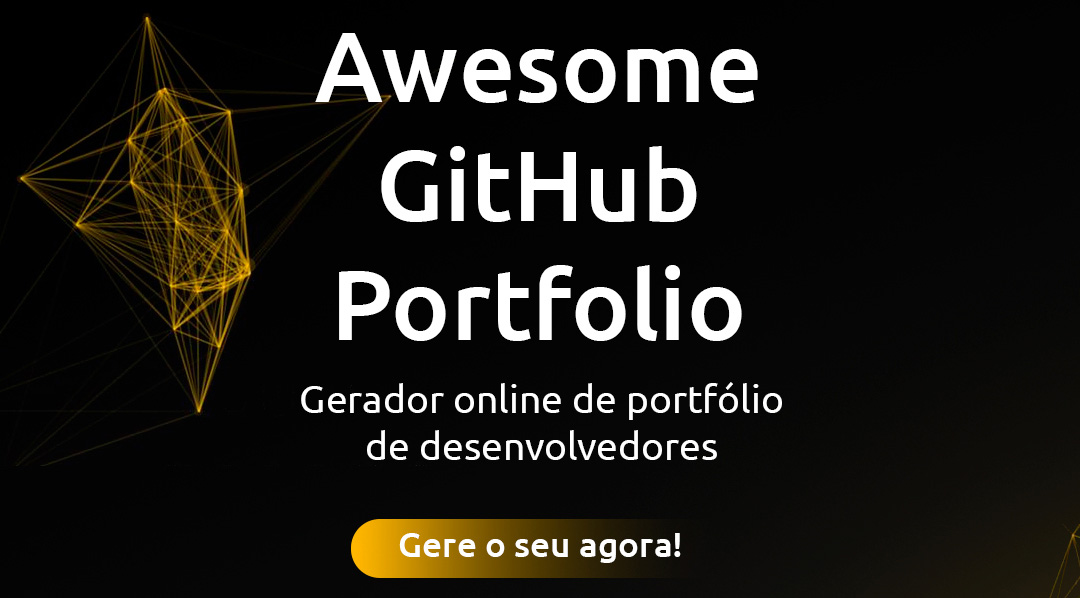 Awesome
GitHub
Portfolio
Gerador online de portfólio
de desenvolvedores
Gere o seu agora!